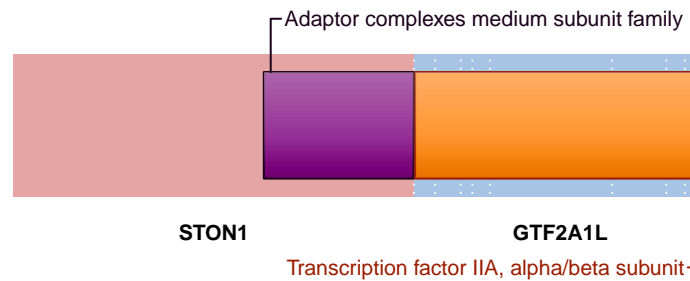 Adaptor complexes medium subunit family
STON1
GTF2A1L
Transcription factor IIA, alpha/beta subunit